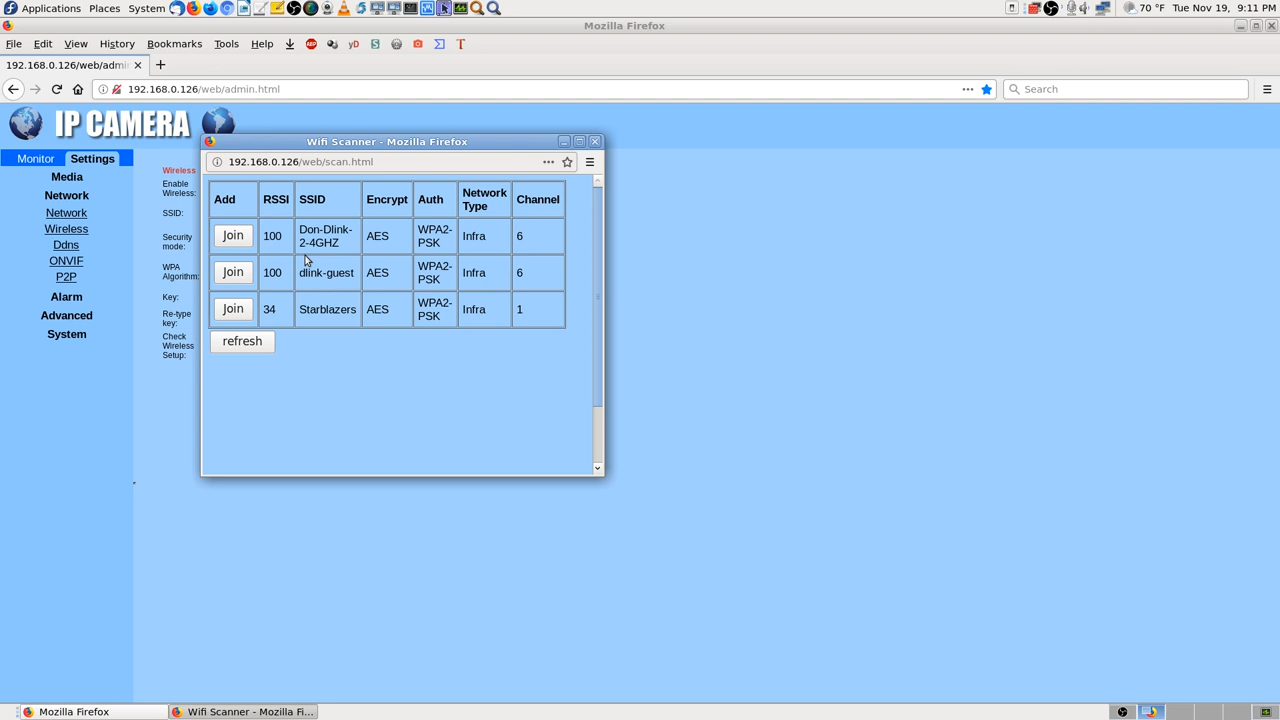 Applications Places System 70 °F Tue Nov 19, 9:11 PM
Mozilla Firefox
File Edit View History Bookmarks Tools Help
192.168.0.126/web/admi
192.168.0.126/web/admin.html
Search
IP CAMERA
Monitor Settings
Media
Network
Network
Wireless
Ddns
ONVIF
P2P
Alarm
Advanced
System
Wireless
Enable
Wireless:
SSID:
Security
mode:
WPA
Algorithm:
Key:
Re-type
key:
Check
Wireless
Setup:
Wifi Scanner - Mozilla Firefox
192.168.0.126/web/scan.html
Add RSSI SSID Encrypt Auth Network Type Channel
Join 100 Don-Dlink-2-4GHZ AES WPA2-PSK Infra 6
Join 100 dlink-guest AES WPA2-PSK Infra 6
Join 34 Starblazers AES WPA2-PSK Infra 1
refresh
Mozilla Firefox
Wifi Scanner - Mozilla Fi...